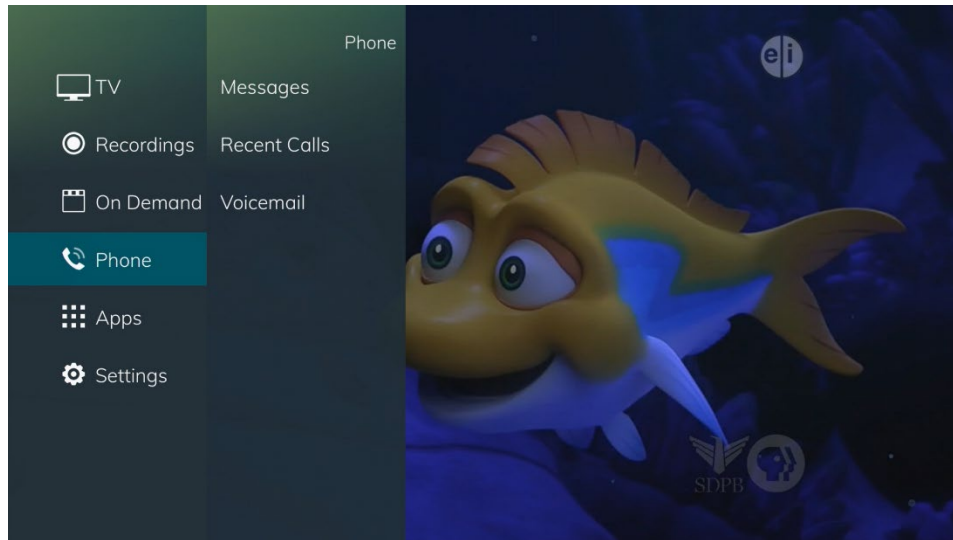 Phone
TV
Messages
Recordings
Recent Calls
On Demand
Voicemail
Phone
Apps
Settings
e|i
SDPB